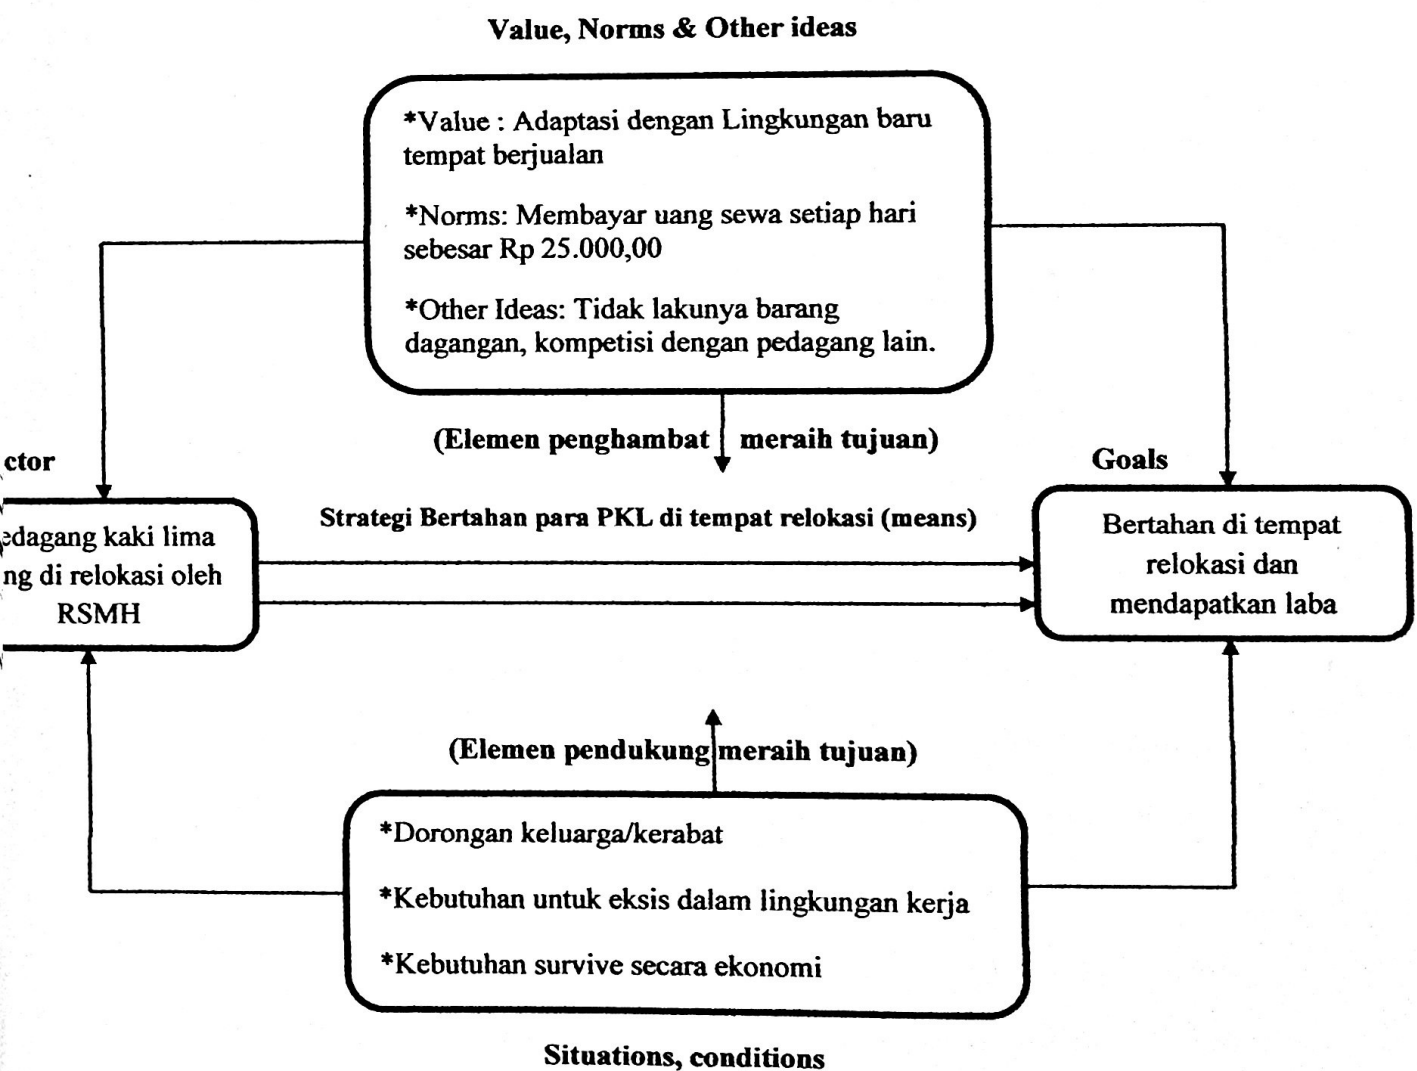 Value, Norms & Other ideas
*Value : Adaptasi dengan Lingkungan baru
tempat berjualan
*Norms: Membayar uang sewa setiap hari
sebesar Rp 25.000,00
*Other Ideas: Tidak lakunya barang
dagangan, kompetisi dengan pedagang lain.
(Elemen penghambat meraih tujuan)
ctor
Goals
Strategi Bertahan para PKL di tempat relokasi (means)
edagang kaki lima
ng di relokasi oleh
RSMH
Bertahan di tempat
relokasi dan
mendapatkan laba
(Elemen pendukung meraih tujuan)
*Dorongan keluarga/kerabat
*Kebutuhan untuk eksis dalam lingkungan kerja
*Kebutuhan survive secara ekonomi
Situations, conditions